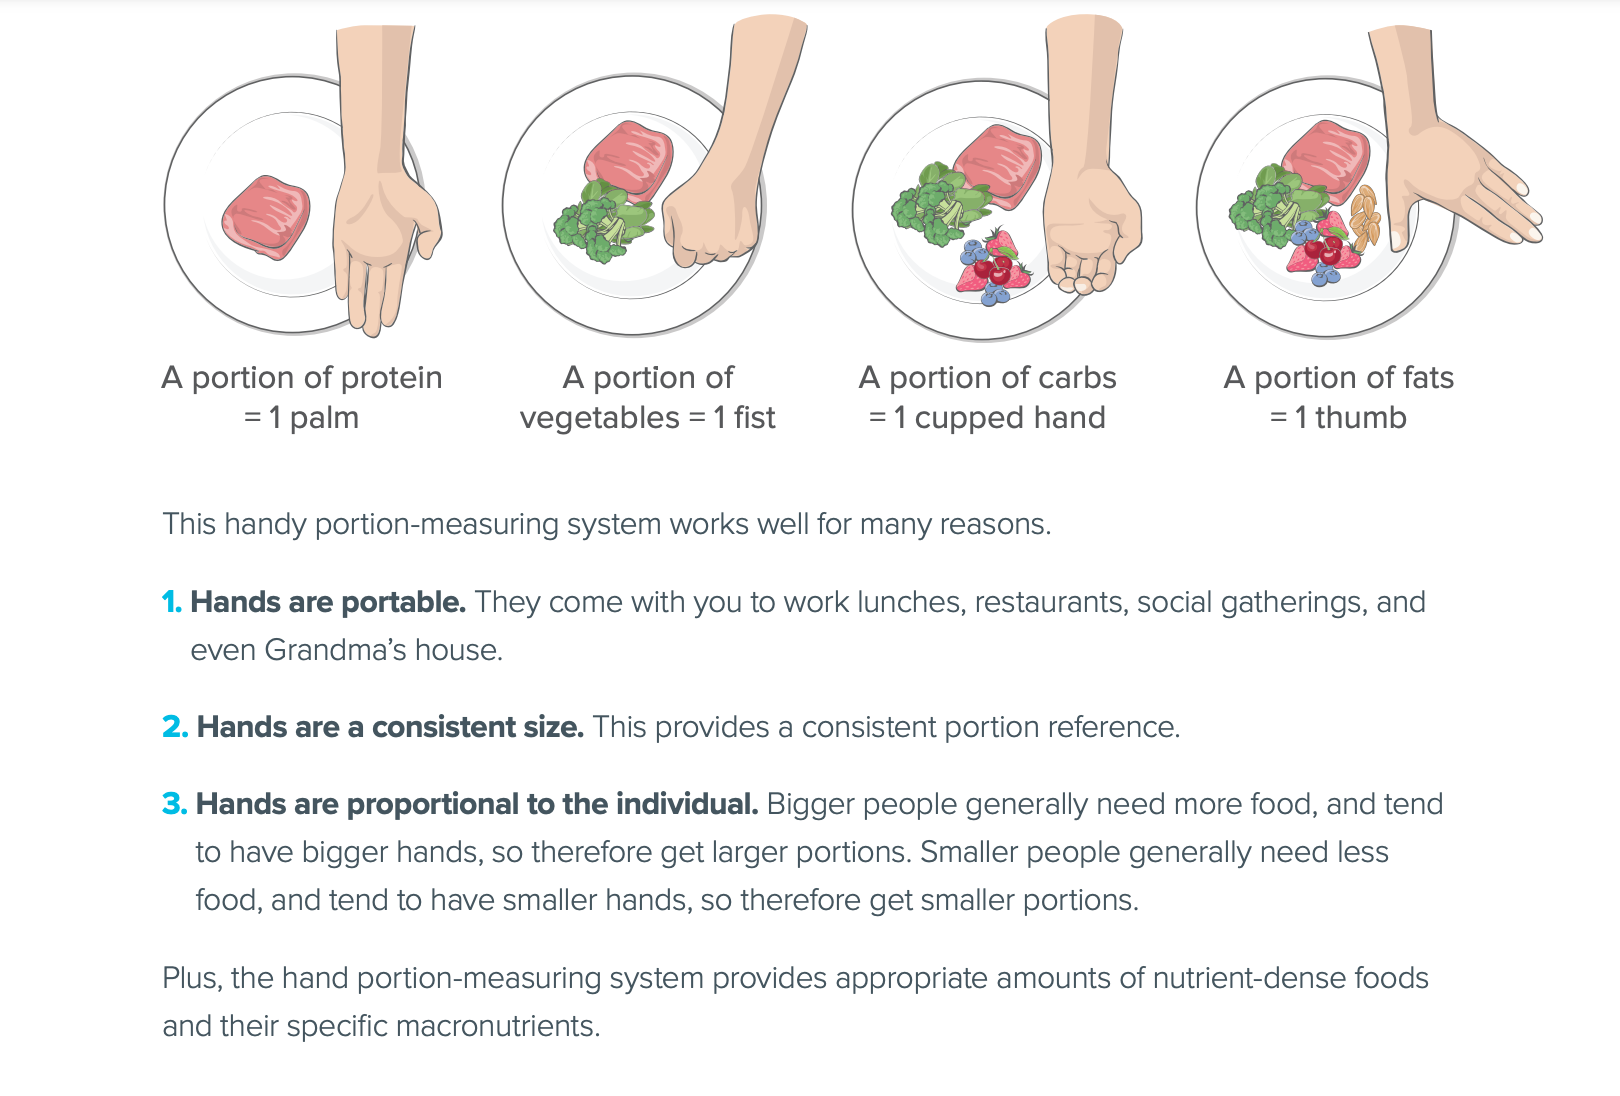 A portion of protein
= 1 palm
A portion of
vegetables = 1 fist
A portion of carbs
= 1 cupped hand
A portion of fats
= 1 thumb
This handy portion-measuring system works well for many reasons.
1. Hands are portable. They come with you to work lunches, restaurants, social gatherings, and
even Grandma’s house.
2. Hands are a consistent size. This provides a consistent portion reference.
3. Hands are proportional to the individual. Bigger people generally need more food, and tend
to have bigger hands, so therefore get larger portions. Smaller people generally need less
food, and tend to have smaller hands, so therefore get smaller portions.
Plus, the hand portion-measuring system provides appropriate amounts of nutrient-dense foods
and their specific macronutrients.